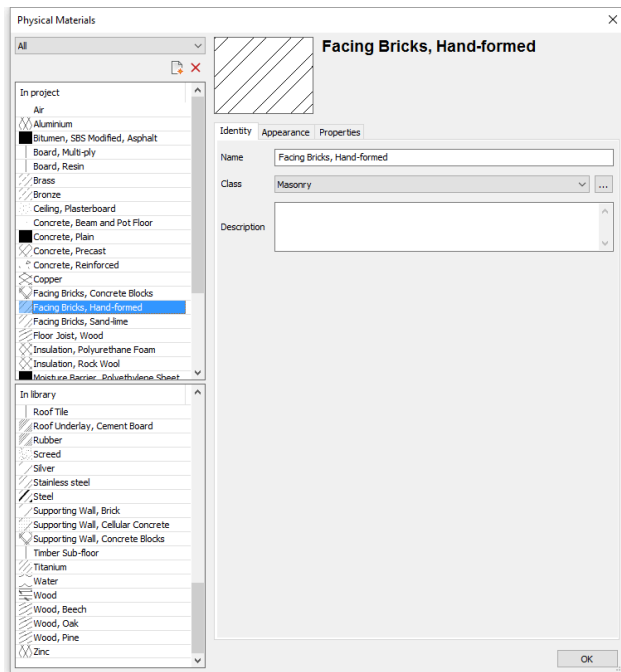 Physical Materials
All
In project
Air
Aluminium
Bitumen, SBS Modified, Asphalt
Board, Multi-ply
Board, Resin
Brass
Bronze
Ceiling, Plasterboard
Concrete, Beam and Pot Floor
Concrete, Plain
Concrete, Precast
Concrete, Reinforced
Copper
Facing Bricks, Concrete Blocks
Facing Bricks, Hand-formed
Facing Bricks, Sand-lime
Floor Joist, Wood
Insulation, Polyurethane Foam
Insulation, Rock Wool
Moisture Barrier, Polyethylene Sheet
In library
Roof Tile
Roof Underlay, Cement Board
Rubber
Screed
Silver
Stainless steel
Steel
Supporting Wall, Brick
Supporting Wall, Cellular Concrete
Supporting Wall, Concrete Blocks
Timber Sub-floor
Titanium
Water
Wood
Wood, Beech
Wood, Oak
Wood, Pine
Zinc
Facing Bricks, Hand-formed
Identity Appearance Properties
Name Facing Bricks, Hand-formed
Class Masonry ...
Description
OK